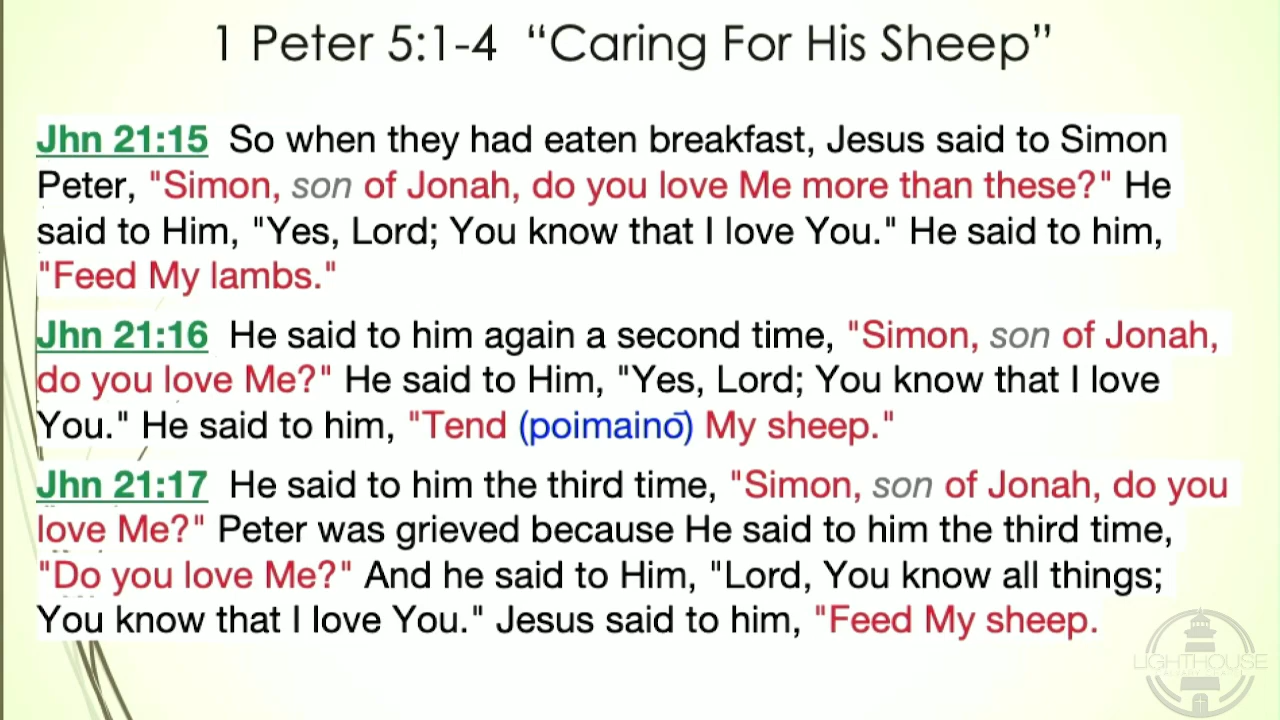 1 Peter 5:1-4 “Caring For His Sheep”
Jhn 21:15 So when they had eaten breakfast, Jesus said to Simon
Peter, "Simon, son of Jonah, do you love Me more than these?" He
said to Him, "Yes, Lord; You know that I love You." He said to him,
"Feed My lambs."
Jhn 21:16 He said to him again a second time, "Simon, son of Jonah,
do you love Me?" He said to Him, "Yes, Lord; You know that I love
You." He said to him, "Tend (poimainō) My sheep."
Jhn 21:17 He said to him the third time, "Simon, son of Jonah, do you
love Me?" Peter was grieved because He said to him the third time,
"Do you love Me?" And he said to Him, "Lord, You know all things;
You know that I love You." Jesus said to him, "Feed My sheep.
LIGHTHOUSE